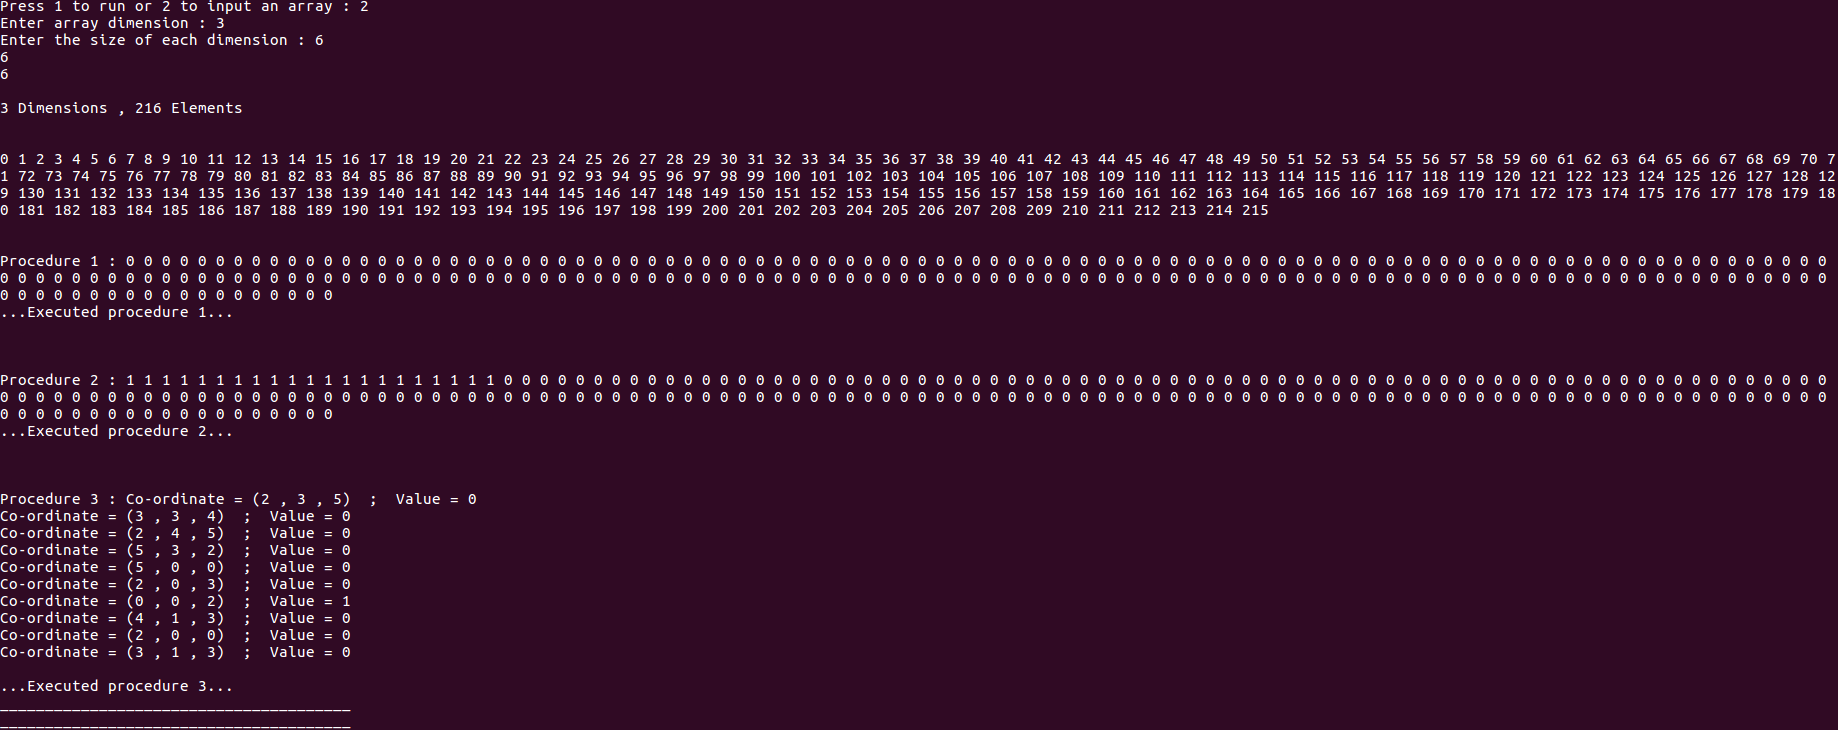 Press 1 to run or 2 to input an array : 2
Enter array dimension : 3
Enter the size of each dimension : 6
6
6
3 Dimensions , 216 Elements
0 1 2 3 4 5 6 7 8 9 10 11 12 13 14 15 16 17 18 19 20 21 22 23 24 25 26 27 28 29 30 31 32 33 34 35 36 37 38 39 40 41 42 43 44 45 46 47 48 49 50 51 52 53 54 55 56 57 58 59 60 61 62 63 64 65 66 67 68 69 70 7
1 72 73 74 75 76 77 78 79 80 81 82 83 84 85 86 87 88 89 90 91 92 93 94 95 96 97 98 99 100 101 102 103 104 105 106 107 108 109 110 111 112 113 114 115 116 117 118 119 120 121 122 123 124 125 126 127 128 12
9 130 131 132 133 134 135 136 137 138 139 140 141 142 143 144 145 146 147 148 149 150 151 152 153 154 155 156 157 158 159 160 161 162 163 164 165 166 167 168 169 170 171 172 173 174 175 176 177 178 179 18
0 181 182 183 184 185 186 187 188 189 190 191 192 193 194 195 196 197 198 199 200 201 202 203 204 205 206 207 208 209 210 211 212 213 214 215
Procedure 1 : 0 0 0 0 0 0 0 0 0 0 0 0 0 0 0 0 0 0 0 0 0 0 0 0 0 0 0 0 0 0 0 0 0 0 0 0 0 0 0 0 0 0 0 0 0 0 0 0 0 0 0 0 0 0 0 0 0 0 0 0 0 0 0 0 0 0 0 0 0 0 0 0 0 0 0 0 0 0 0 0 0 0 0 0 0 0 0 0 0 0 0 0 0 0 0
0 0 0 0 0 0 0 0 0 0 0 0 0 0 0 0 0 0 0 0 0 0 0 0 0 0 0 0 0 0 0 0 0 0 0 0 0 0 0 0 0 0 0 0 0 0 0 0 0 0 0 0 0 0 0 0 0 0 0 0 0 0 0 0 0 0 0 0 0 0 0 0 0 0 0 0 0 0 0 0 0 0 0 0 0 0 0 0 0 0 0 0 0 0 0 0 0 0 0 0 0 0
0 0 0 0 0 0 0 0 0 0 0 0 0 0 0 0 0 0 0
...Executed procedure 1...
Procedure 2 : 1 1 1 1 1 1 1 1 1 1 1 1 1 1 1 1 1 1 1 1 1 0 0 0 0 0 0 0 0 0 0 0 0 0 0 0 0 0 0 0 0 0 0 0 0 0 0 0 0 0 0 0 0 0 0 0 0 0 0 0 0 0 0 0 0 0 0 0 0 0 0 0 0 0 0 0 0 0 0 0 0 0 0 0 0 0 0 0 0 0 0 0 0 0 0
0 0 0 0 0 0 0 0 0 0 0 0 0 0 0 0 0 0 0 0 0 0 0 0 0 0 0 0 0 0 0 0 0 0 0 0 0 0 0 0 0 0 0 0 0 0 0 0 0 0 0 0 0 0 0 0 0 0 0 0 0 0 0 0 0 0 0 0 0 0 0 0 0 0 0 0 0 0 0 0 0 0 0 0 0 0 0 0 0 0 0 0 0 0 0 0 0 0 0 0 0 0
0 0 0 0 0 0 0 0 0 0 0 0 0 0 0 0 0 0 0
...Executed procedure 2...
Procedure 3 : Co-ordinate = (2 , 3 , 5)  ;  Value = 0
Co-ordinate = (3 , 3 , 4)  ;  Value = 0
Co-ordinate = (2 , 4 , 5)  ;  Value = 0
Co-ordinate = (5 , 3 , 2)  ;  Value = 0
Co-ordinate = (5 , 0 , 0)  ;  Value = 0
Co-ordinate = (2 , 0 , 3)  ;  Value = 0
Co-ordinate = (0 , 0 , 2)  ;  Value = 1
Co-ordinate = (4 , 1 , 3)  ;  Value = 0
Co-ordinate = (2 , 0 , 0)  ;  Value = 0
Co-ordinate = (3 , 1 , 3)  ;  Value = 0
...Executed procedure 3...
_______________________________________
_______________________________________